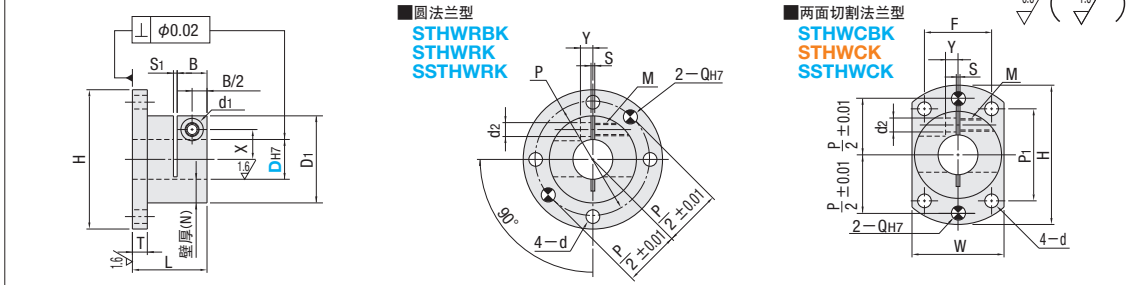 ⊥ φ0.02
S1 B
B/2
d1
H
X
1.6
DH7
D1
壁厚(N)
T
L
1.6
■圆法兰型
STHWRBK
STHWRK
SSTHWRK
Y
S
P
M
2－QH7
d2
90°
4－d
P/2 ±0.01
P/2 ±0.01
■两面切割法兰型
STHWCBK
STHWCK
SSTHWCK
F
Y
S
M
d2
P/2 ±0.01
P/2 ±0.01
P1
H
2－QH7
W
4－d